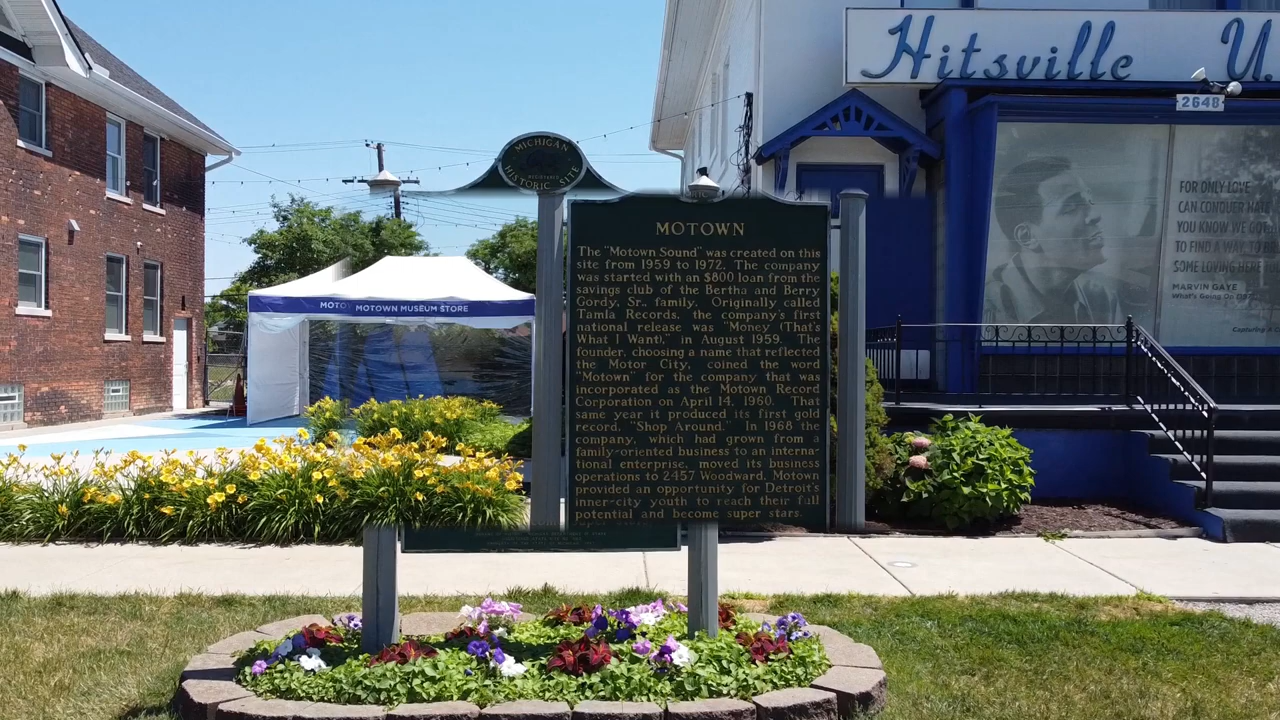 Hitsville U.
2648
MICHIGAN
REGISTERED
HISTORIC SITE
MOTOWN
The "Motown Sound" was created on this
site from 1959 to 1972. The company
was started with an $800 loan from the
savings club of the Bertha and Berry
Gordy, Sr., family. Originally called
Tamla Records, the company's first
national release was "Money (That's
What I Want)," in August 1959. The
founder, choosing a name that reflected
the Motor City, coined the word
"Motown" for the company that was
incorporated as the Motown Record
Corporation on April 14, 1960. That
same year it produced its first gold
record, "Shop Around." In 1968 the
company, which had grown from a
family-oriented business to an interna-
tional enterprise, moved its business
operations to 2457 Woodward. Motown
provided an opportunity for Detroit's
inner-city youth to reach their full
potential and become super stars.
MOTO MOTOWN MUSEUM STORE
FOR ONLY LOVE
CAN CONQUER HATE
YOU KNOW WE GO
TO FIND A WAY TO
SOME LOVING HERE
MARVIN GAYE
What's Going On
Capturing